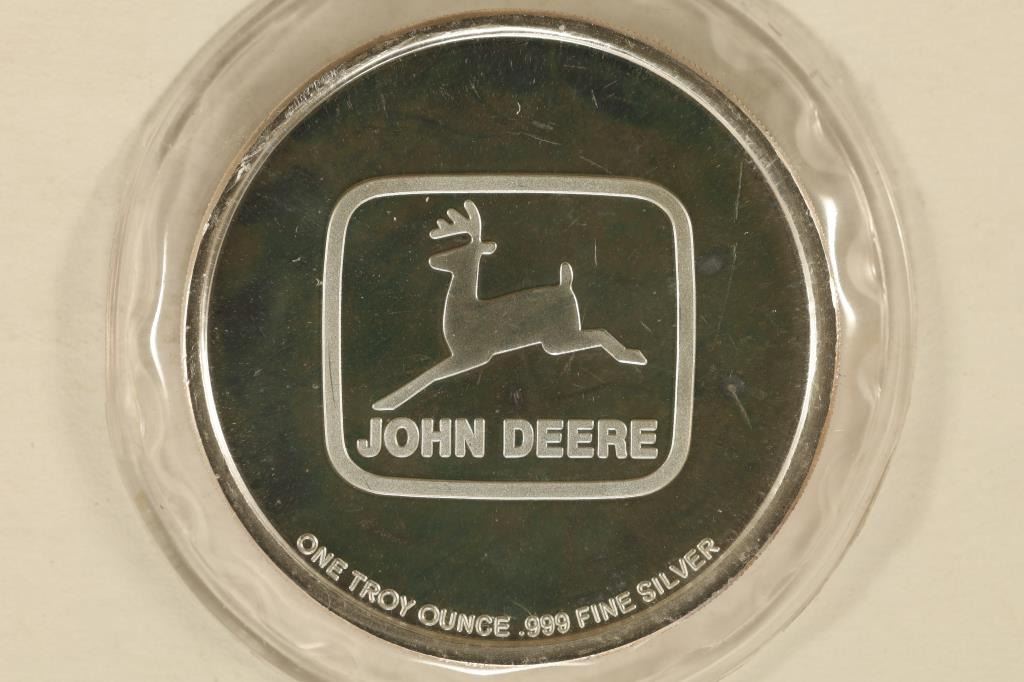 JOHN DEERE
ONE TROY OUNCE .999 FINE SILVER